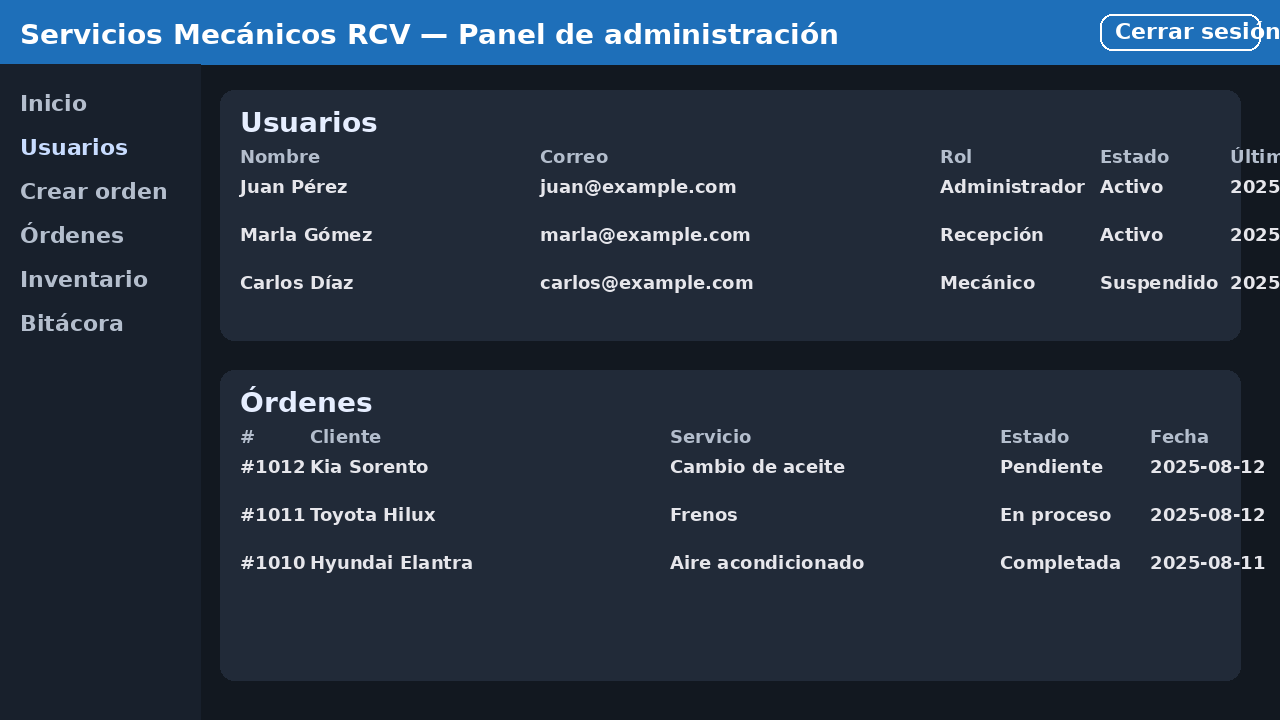 Servicios Mecánicos RCV — Panel de administración
Cerrar sesión
Inicio
Usuarios
Crear orden
Órdenes
Inventario
Bitácora
Usuarios
Nombre Correo Rol Estado Últim
Juan Pérez juan@example.com Administrador Activo 2025
Marla Gómez marla@example.com Recepción Activo 2025
Carlos Díaz carlos@example.com Mecánico Suspendido 2025
Órdenes
# Cliente Servicio Estado Fecha
#1012 Kia Sorento Cambio de aceite Pendiente 2025-08-12
#1011 Toyota Hilux Frenos En proceso 2025-08-12
#1010 Hyundai Elantra Aire acondicionado Completada 2025-08-11